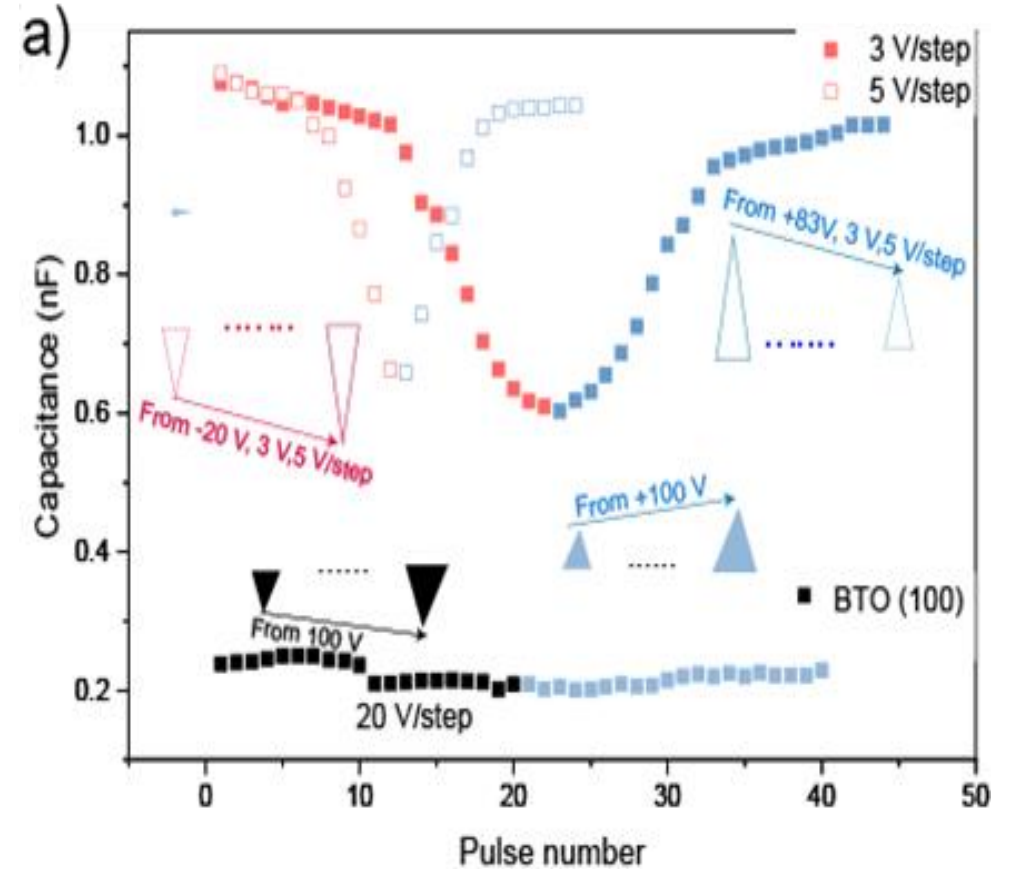 a)
3 V/step
5 V/step
1.0
0.8
0.6
0.4
0.2
Capacitance (nF)
From +83V, 3 V,5 V/step
From -20 V, 3 V,5 V/step
From +100 V
BTO (100)
From 100 V
20 V/step
0
10
20
30
40
50
Pulse number